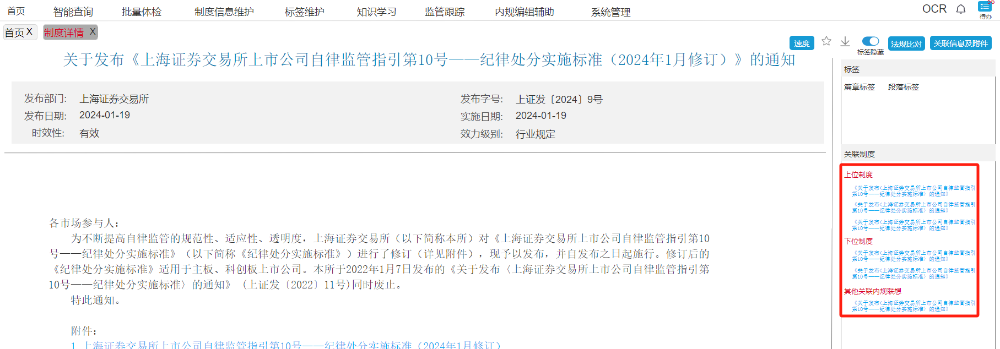 首页 智能查询 批量体检 制度信息维护 标签维护 知识学习 监管跟踪 内规编辑辅助 系统管理 OCR
待办
首页 X 制度详情 X
速度 标签隐藏 法规比对 关联信息及附件
关于发布《上海证券交易所上市公司自律监管指引第10号——纪律处分实施标准（2024年1月修订）》的通知
发布部门: 上海证券交易所 发布字号: 上证发〔2024〕9号
发布日期: 2024-01-19 实施日期: 2024-01-19
时效性: 有效 效力级别: 行业规定
各市场参与人：
为不断提高自律监管的规范性、适应性、透明度，上海证券交易所（以下简称本所）对《上海证券交易所上市公司自律监管指引第10
号——纪律处分实施标准》（以下简称《纪律处分实施标准》）进行了修订（详见附件），现予以发布，并自发布之日起施行。修订后的
《纪律处分实施标准》适用于主板、科创板上市公司。本所于2022年1月7日发布的《关于发布〈上海证券交易所上市公司自律监管指引第
10号——纪律处分实施标准〉的通知》（上证发〔2022〕11号)同时废止。
特此通知。
附件：
1.上海证券交易所上市公司自律监管指引第10号——纪律处分实施标准（2024年1月修订）
标签
篇章标签 段落标签
关联制度
上位制度
《关于发布<上海证券交易所上市公司自律监管指引
第10号——纪律处分实施标准〉的通知》
《关于发布<上海证券交易所上市公司自律监管指引
第10号——纪律处分实施标准〉的通知》
《关于发布<上海证券交易所上市公司自律监管指引
第10号——纪律处分实施标准〉的通知》
下位制度
《关于发布<上海证券交易所上市公司自律监管指引
第10号——纪律处分实施标准〉的通知》
《关于发布<上海证券交易所上市公司自律监管指引
第10号——纪律处分实施标准〉的通知》
其他关联内规联想
《关于发布<上海证券交易所上市公司自律监管指引
第10号——纪律处分实施标准〉的通知》